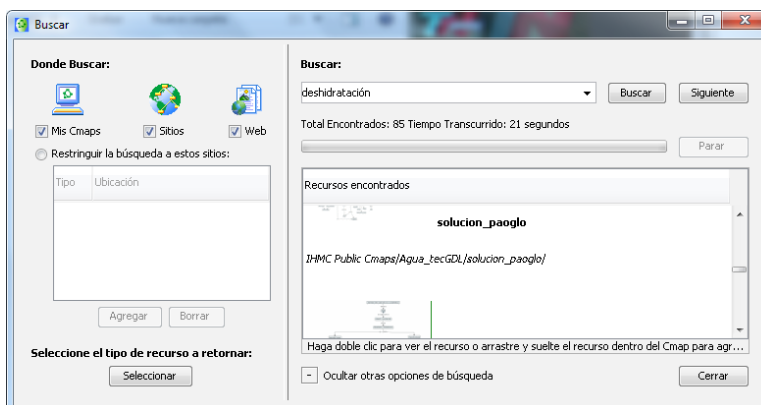 Buscar
Donde Buscar:
Mis Cmaps
Sitios
Web
Restringuir la búsqueda a estos sitios:
Tipo
Ubicación
Agregar
Borrar
Seleccione el tipo de recurso a retornar:
Seleccionar
Buscar:
deshidratación
Buscar
Siguiente
Total Encontrados: 85 Tiempo Transcurrido: 21 segundos
Parar
Recursos encontrados
solucion_paoglo
IHMC Public Cmaps/Agua_tecGDL/solucion_paoglo/
Haga doble clic para ver el recurso o arrastre y suelte el recurso dentro del Cmap para agr...
- Ocultar otras opciones de búsqueda
Cerrar